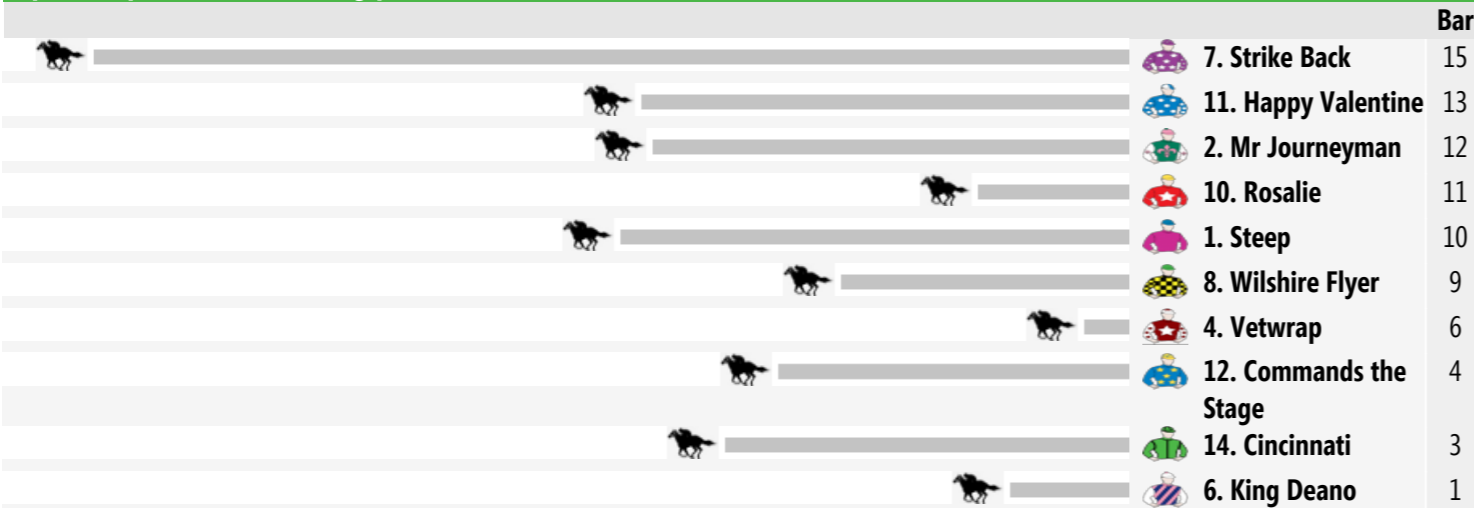 Bar
7. Strike Back 15
11. Happy Valentine 13
2. Mr Journeyman 12
10. Rosalie 11
1. Steep 10
8. Wilshire Flyer 9
4. Vetwrap 6
12. Commands the 4
Stage
14. Cincinnati 3
6. King Deano 1